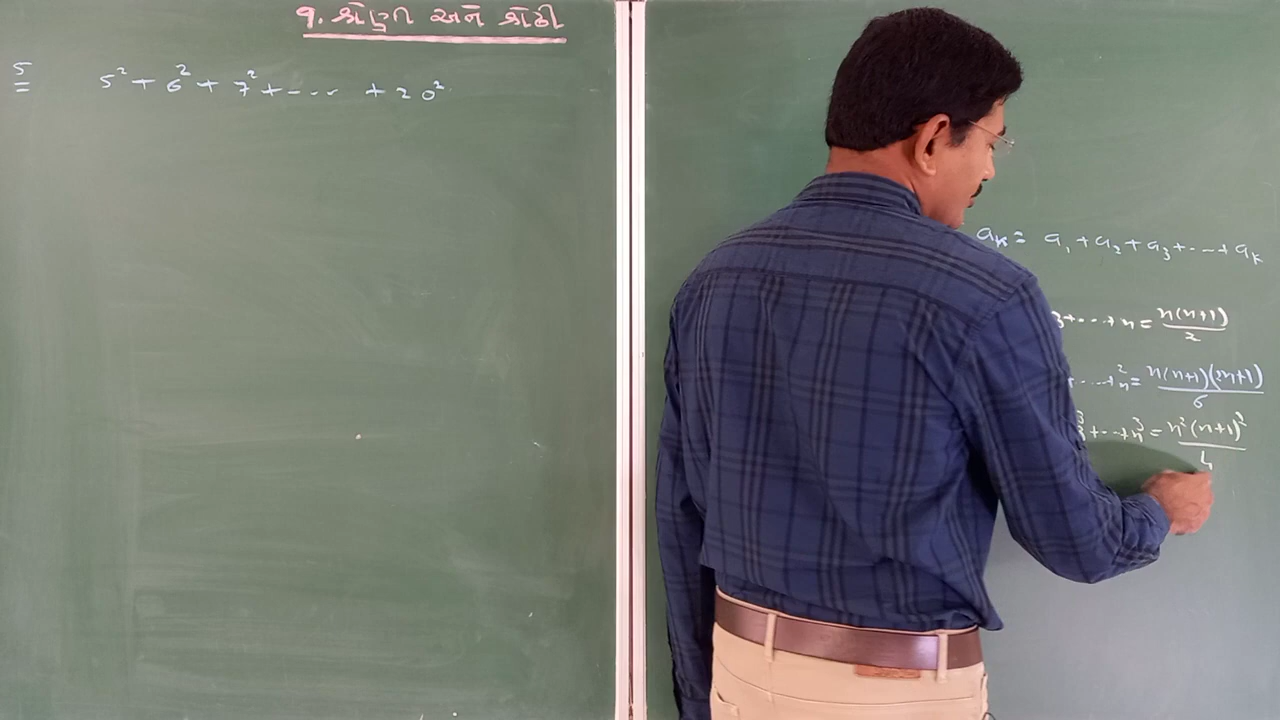 ૧. શ્રેણી અને શ્રેઢી
5 5² + 6² + 7² + ---- + 20²
aₖ = a₁ + a₂ + a₃ + --- + aₖ
3 + ---- + n = n(n+1)/2
+ ---- + n² = n(n+1)(2n+1)/6
3³ + --- + n³ = n²(n+1)²/4